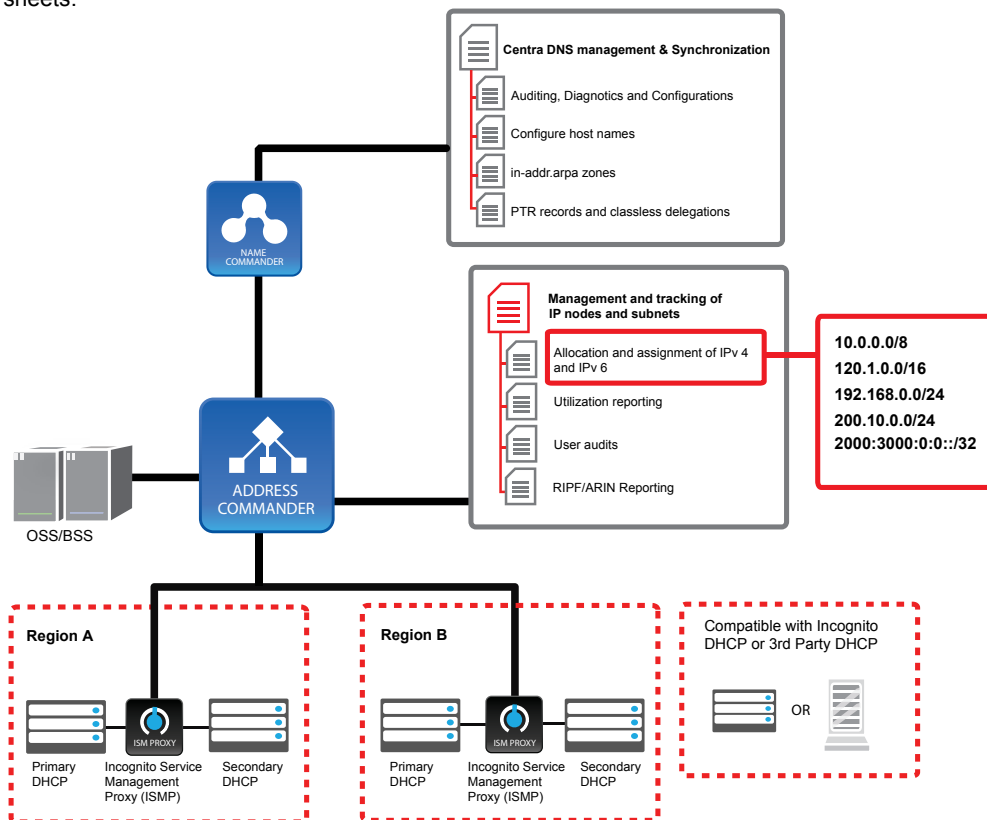 sheets.
Centra DNS management & Synchronization
Auditing, Diagnotics and Configurations
Configure host names
in-addr.arpa zones
PTR records and classless delegations
NAME
COMMANDER
Management and tracking of
IP nodes and subnets
Allocation and assignment of IPv 4
and IPv 6
Utilization reporting
User audits
RIPF/ARIN Reporting
10.0.0.0/8
120.1.0.0/16
192.168.0.0/24
200.10.0.0/24
2000:3000:0:0::/32
ADDRESS
COMMANDER
OSS/BSS
Region A
ISM PROXY
Primary
DHCP
Incognito Service
Management
Proxy (ISMP)
Secondary
DHCP
Region B
ISM PROXY
Primary
DHCP
Incognito Service
Management
Proxy (ISMP)
Secondary
DHCP
Compatible with Incognito
DHCP or 3rd Party DHCP
OR